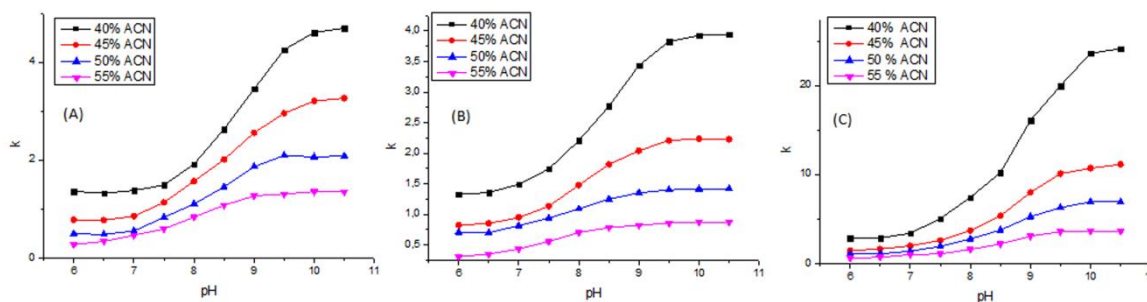 40% ACN
45% ACN
50% ACN
55% ACN
(A)
k
4
2
0
6 7 8 9 10 11
pH
40% ACN
45% ACN
50% ACN
55% ACN
(B)
k
4,0
3,5
3,0
2,5
2,0
1,5
1,0
0,5
6 7 8 9 10 11
pH
40% ACN
45% ACN
50 % ACN
55 % ACN
(C)
k
20
10
0
6 7 8 9 10 1
pH